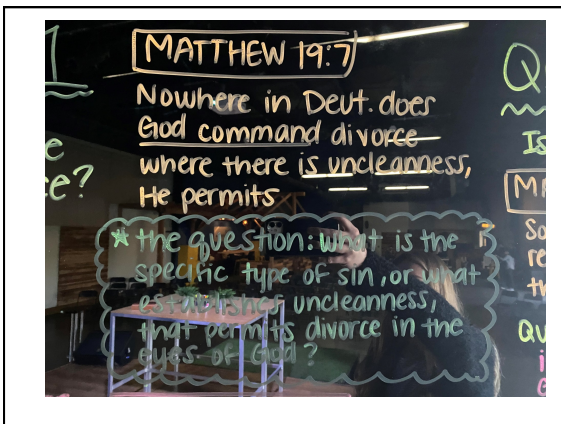 MATTHEW 19:7
Nowhere in Deut. does
God command divorce
where there is uncleanness,
He permits
* the question: what is the
specific type of sin, or what
establishes uncleanness,
that permits divorce in the
eyes of God?
e
ce?
Q
Is
MA
So
re
th
QU
i